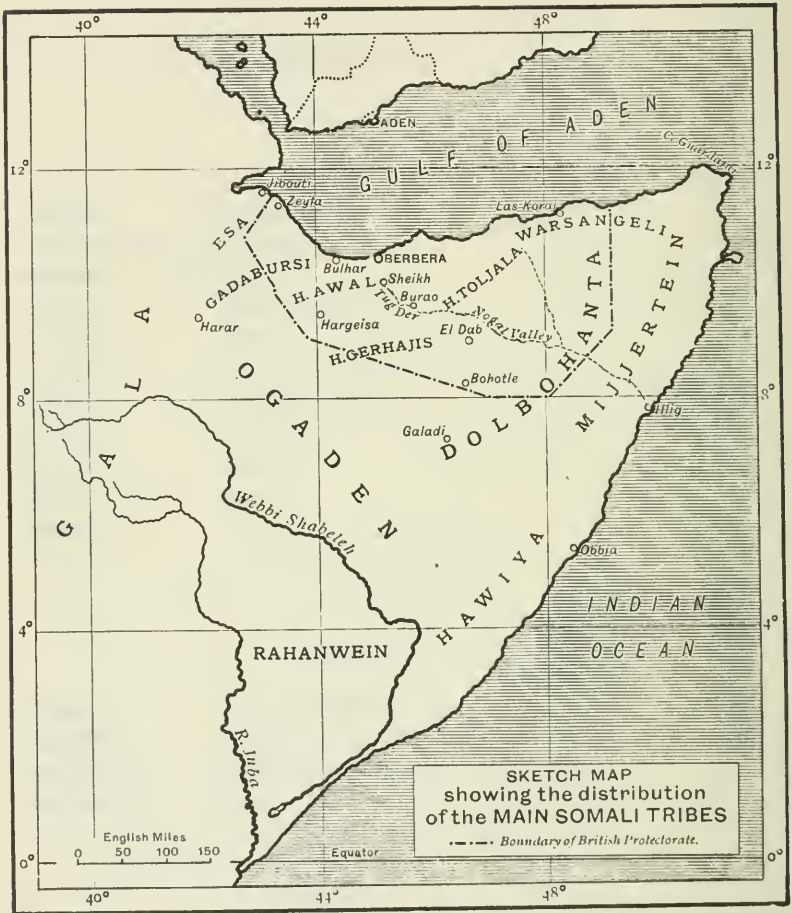 40°
44°
48°
12°
12°
8°
8°
4°
4°
0°
0°
40°
44°
48°
ADEN
GULF OF ADEN
C. Guardafui
Jibouti
Zeyla
Las-Korai
ESA
WARSANGELIN
Bulhar
BERBERA
GADABURSI
H. AWAL
Sheikh
H. TOLJALA
Tug Der
Burao
Nogal Valley
Harar
Hargeisa
El Dab
H. GERHAJIS
Bohotle
DOLBOHANTA
MIJJERTEIN
Illig
Galadi
OGADEN
GALA
Webbi Shabeleh
Obbia
HAWIYA
INDIAN
OCEAN
RAHANWEIN
R. Juba
SKETCH MAP
showing the distribution
of the MAIN SOMALI TRIBES
Boundary of British Protectorate.
English Miles
0 50 100 150
Equator